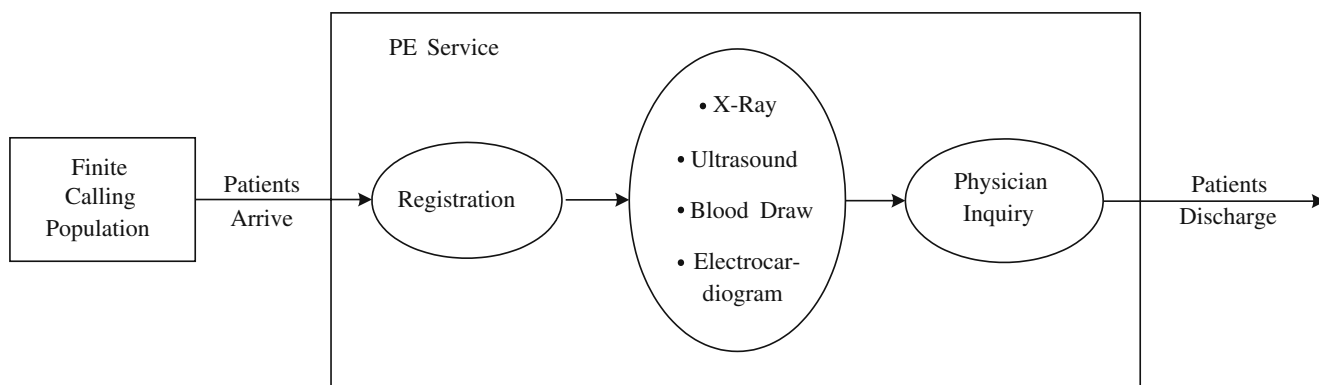 PE Service
Finite
Calling
Population
Patients
Arrive
Registration
• X-Ray
• Ultrasound
• Blood Draw
• Electrocar-
diogram
Physician
Inquiry
Patients
Discharge